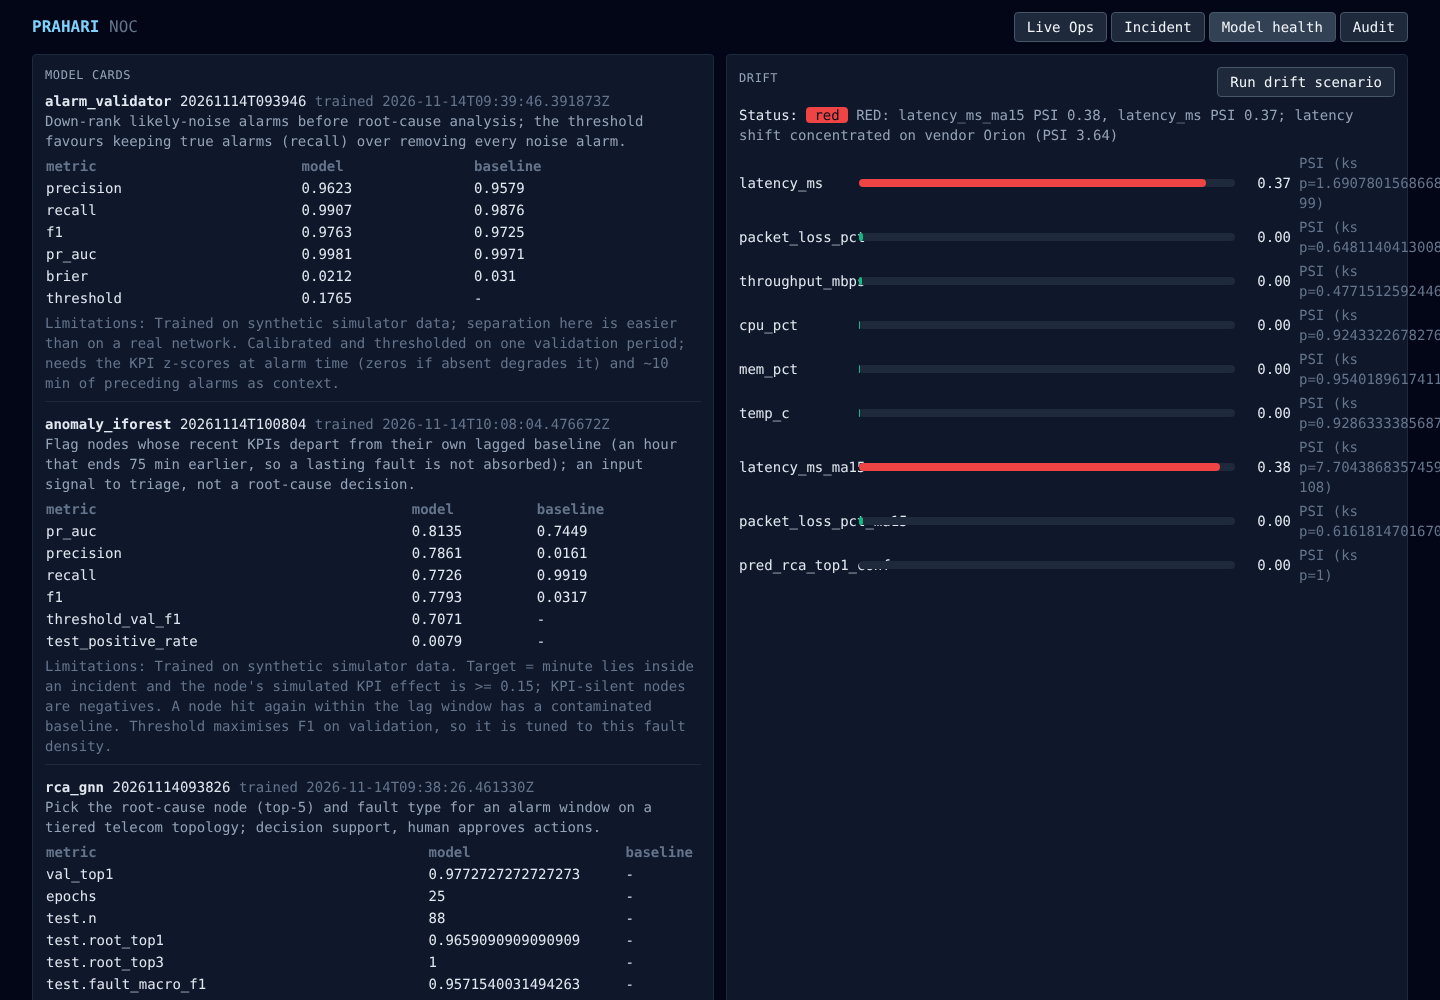 PRAHARI NOC
Live Ops
Incident
Model health
Audit
MODEL CARDS
alarm_validator 20261114T093946 trained 2026-11-14T09:39:46.391873Z
Down-rank likely-noise alarms before root-cause analysis; the threshold
favours keeping true alarms (recall) over removing every noise alarm.
metric model baseline
precision 0.9623 0.9579
recall 0.9907 0.9876
f1 0.9763 0.9725
pr_auc 0.9981 0.9971
brier 0.0212 0.031
threshold 0.1765 -
Limitations: Trained on synthetic simulator data; separation here is easier
than on a real network. Calibrated and thresholded on one validation period;
needs the KPI z-scores at alarm time (zeros if absent degrades it) and ~10
min of preceding alarms as context.
anomaly_iforest 20261114T100804 trained 2026-11-14T10:08:04.476672Z
Flag nodes whose recent KPIs depart from their own lagged baseline (an hour
that ends 75 min earlier, so a lasting fault is not absorbed); an input
signal to triage, not a root-cause decision.
metric model baseline
pr_auc 0.8135 0.7449
precision 0.7861 0.0161
recall 0.7726 0.9919
f1 0.7793 0.0317
threshold_val_f1 0.7071 -
test_positive_rate 0.0079 -
Limitations: Trained on synthetic simulator data. Target = minute lies inside
an incident and the node's simulated KPI effect is >= 0.15; KPI-silent nodes
are negatives. A node hit again within the lag window has a contaminated
baseline. Threshold maximises F1 on validation, so it is tuned to this fault
density.
rca_gnn 20261114093826 trained 2026-11-14T09:38:26.461330Z
Pick the root-cause node (top-5) and fault type for an alarm window on a
tiered telecom topology; decision support, human approves actions.
metric model baseline
val_top1 0.9772727272727273 -
epochs 25 -
test.n 88 -
test.root_top1 0.9659090909090909 -
test.root_top3 1 -
test.fault_macro_f1 0.9571540031494263 -
DRIFT
Run drift scenario
Status: red RED: latency_ms_ma15 PSI 0.38, latency_ms PSI 0.37; latency
shift concentrated on vendor Orion (PSI 3.64)
latency_ms 0.37 PSI (ks
p=1.6907801568668
99)
packet_loss_pct 0.00 PSI (ks
p=0.6481140413008
throughput_mbps 0.00 PSI (ks
p=0.4771512592446
cpu_pct 0.00 PSI (ks
p=0.9243322678276
mem_pct 0.00 PSI (ks
p=0.9540189617411
temp_c 0.00 PSI (ks
p=0.9286333385687
latency_ms_ma15 0.38 PSI (ks
p=7.7043868357459
108)
packet_loss_pct_ma15 0.00 PSI (ks
p=0.6161814701670
pred_rca_top1_conf 0.00 PSI (ks
p=1)